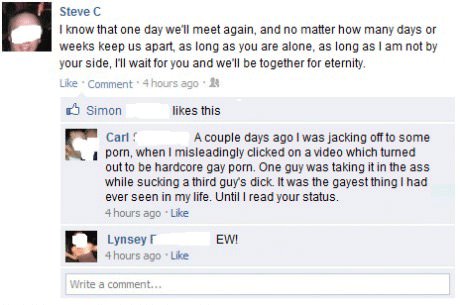 Steve C
I know that one day we'll meet again, and no matter how many days or
weeks keep us apart, as long as you are alone, as long as I am not by
your side, I'll wait for you and we'll be together for eternity.
Like · Comment · 4 hours ago ·
Simon likes this
Carl A couple days ago I was jacking off to some
porn, when I misleadingly clicked on a video which turned
out to be hardcore gay porn. One guy was taking it in the ass
while sucking a third guy's dick. It was the gayest thing I had
ever seen in my life. Until I read your status.
4 hours ago · Like
Lynsey EW!
4 hours ago · Like
Write a comment...